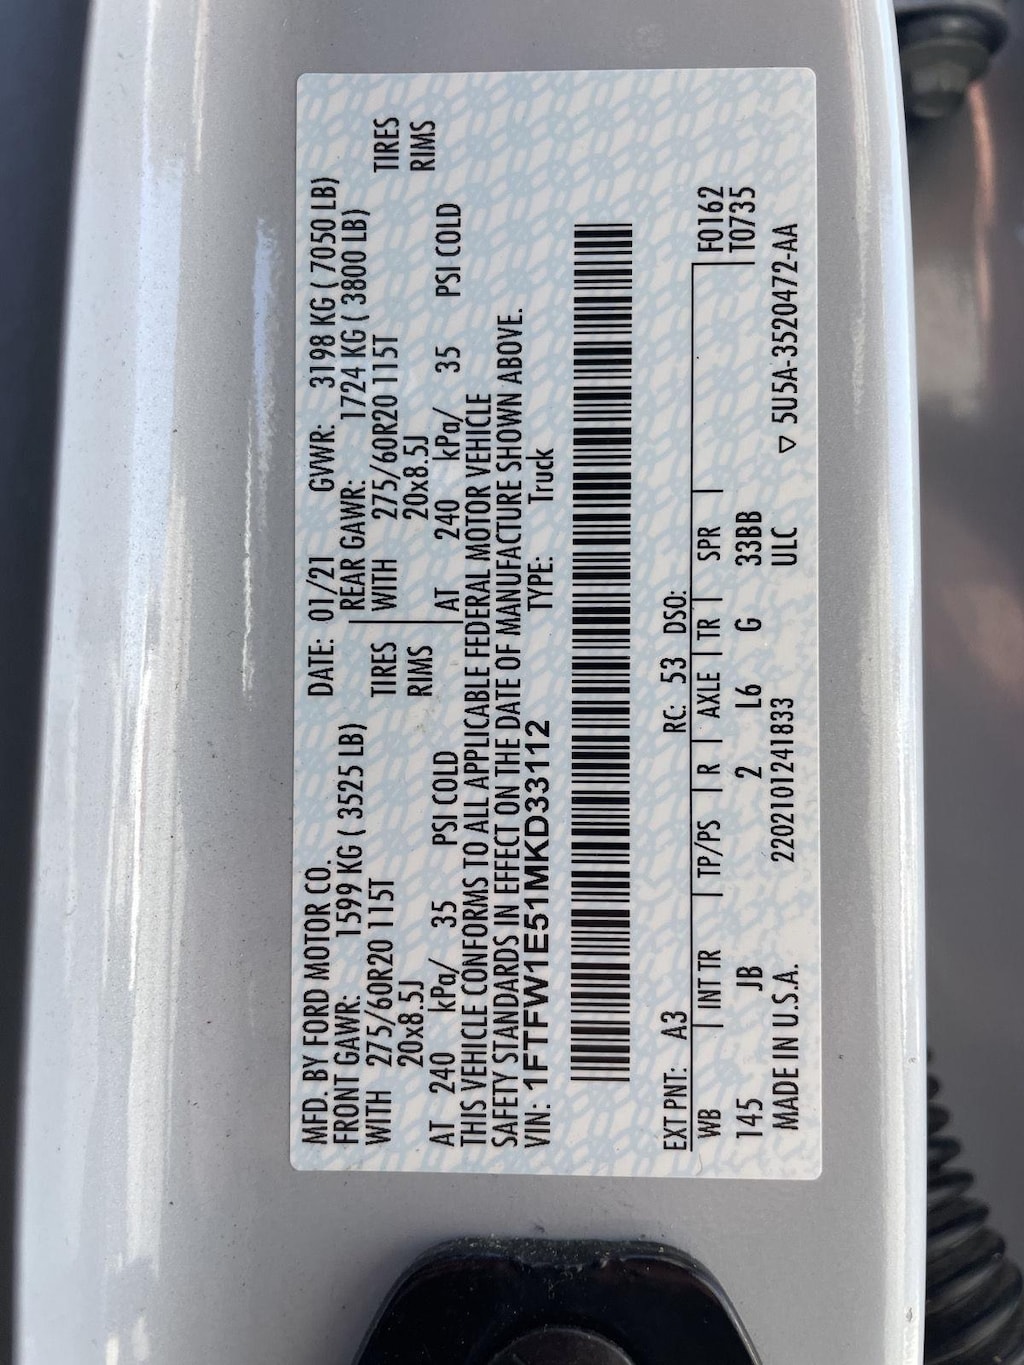 MFD. BY FORD MOTOR CO. DATE: 01/21 GVWR: 3198 KG ( 7050 LB)
FRONT GAWR: 1599 KG ( 3525 LB) REAR GAWR: 1724 KG ( 3800 LB)
WITH 275/60R20 115T TIRES WITH 275/60R20 115T TIRES
20x8.5J RIMS 20x8.5J RIMS
AT 240 kPa/ 35 PSI COLD AT 240 kPa/ 35 PSI COLD
THIS VEHICLE CONFORMS TO ALL APPLICABLE FEDERAL MOTOR VEHICLE
SAFETY STANDARDS IN EFFECT ON THE DATE OF MANUFACTURE SHOWN ABOVE.
VIN: 1FTFW1E51MKD33112 TYPE: Truck
EXT PNT: A3 RC: 53 DSO:
WB INT TR TP/PS R AXLE TR SPR F0162
145 JB 2 L6 G 33BB T0735
MADE IN U.S.A. 2202101241833 ULC ▽ 5U5A-3520472-AA